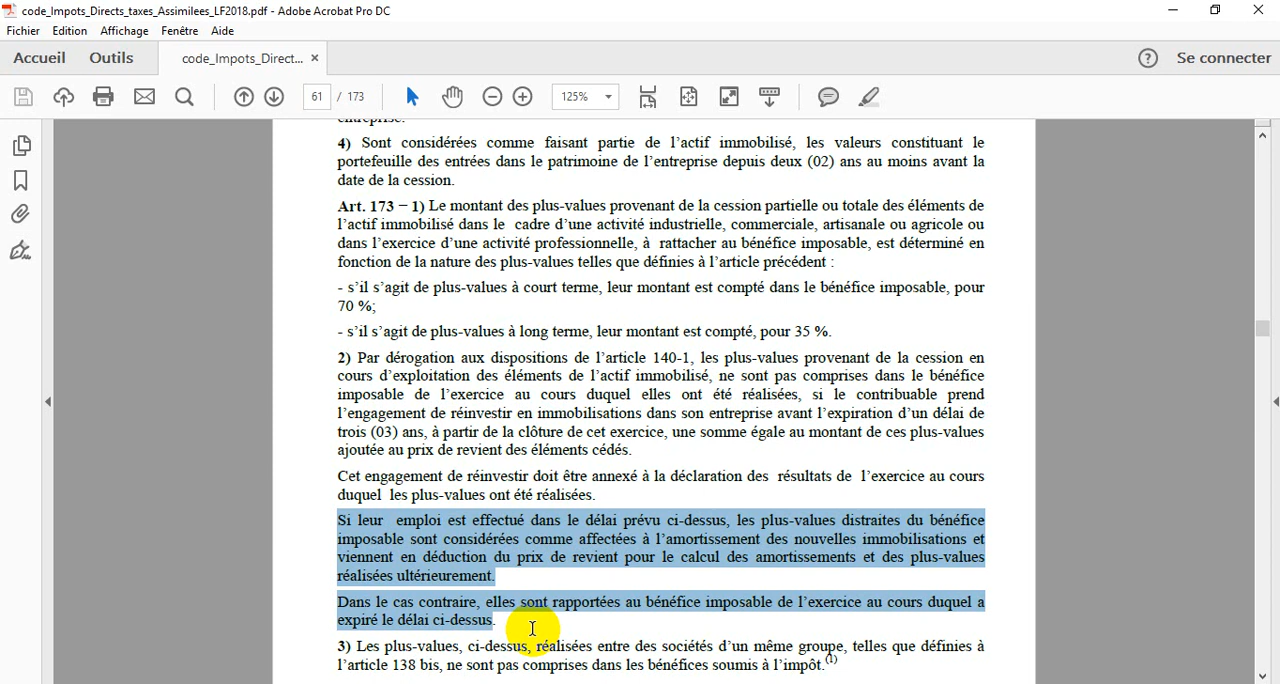 code_Impots_Directs_taxes_Assimilees_LF2018.pdf - Adobe Acrobat Pro DC
Fichier Edition Affichage Fenêtre Aide
Accueil Outils code_Impots_Direct... × Se connecter
61 / 173 125%
entreprise.
4) Sont considérées comme faisant partie de l'actif immobilisé, les valeurs constituant le
portefeuille des entrées dans le patrimoine de l'entreprise depuis deux (02) ans au moins avant la
date de la cession.
Art. 173 – 1) Le montant des plus-values provenant de la cession partielle ou totale des éléments de
l'actif immobilisé dans le cadre d'une activité industrielle, commerciale, artisanale ou agricole ou
dans l'exercice d'une activité professionnelle, à rattacher au bénéfice imposable, est déterminé en
fonction de la nature des plus-values telles que définies à l'article précédent :
- s'il s'agit de plus-values à court terme, leur montant est compté dans le bénéfice imposable, pour
70 %;
- s'il s'agit de plus-values à long terme, leur montant est compté, pour 35 %.
2) Par dérogation aux dispositions de l'article 140-1, les plus-values provenant de la cession en
cours d'exploitation des éléments de l'actif immobilisé, ne sont pas comprises dans le bénéfice
imposable de l'exercice au cours duquel elles ont été réalisées, si le contribuable prend
l'engagement de réinvestir en immobilisations dans son entreprise avant l'expiration d'un délai de
trois (03) ans, à partir de la clôture de cet exercice, une somme égale au montant de ces plus-values
ajoutée au prix de revient des éléments cédés.
Cet engagement de réinvestir doit être annexé à la déclaration des résultats de l'exercice au cours
duquel les plus-values ont été réalisées.
Si leur emploi est effectué dans le délai prévu ci-dessus, les plus-values distraites du bénéfice
imposable sont considérées comme affectées à l'amortissement des nouvelles immobilisations et
viennent en déduction du prix de revient pour le calcul des amortissements et des plus-values
réalisées ultérieurement.
Dans le cas contraire, elles sont rapportées au bénéfice imposable de l'exercice au cours duquel a
expiré le délai ci-dessus.
3) Les plus-values, ci-dessus, réalisées entre des sociétés d'un même groupe, telles que définies à
l'article 138 bis, ne sont pas comprises dans les bénéfices soumis à l'impôt.(1)